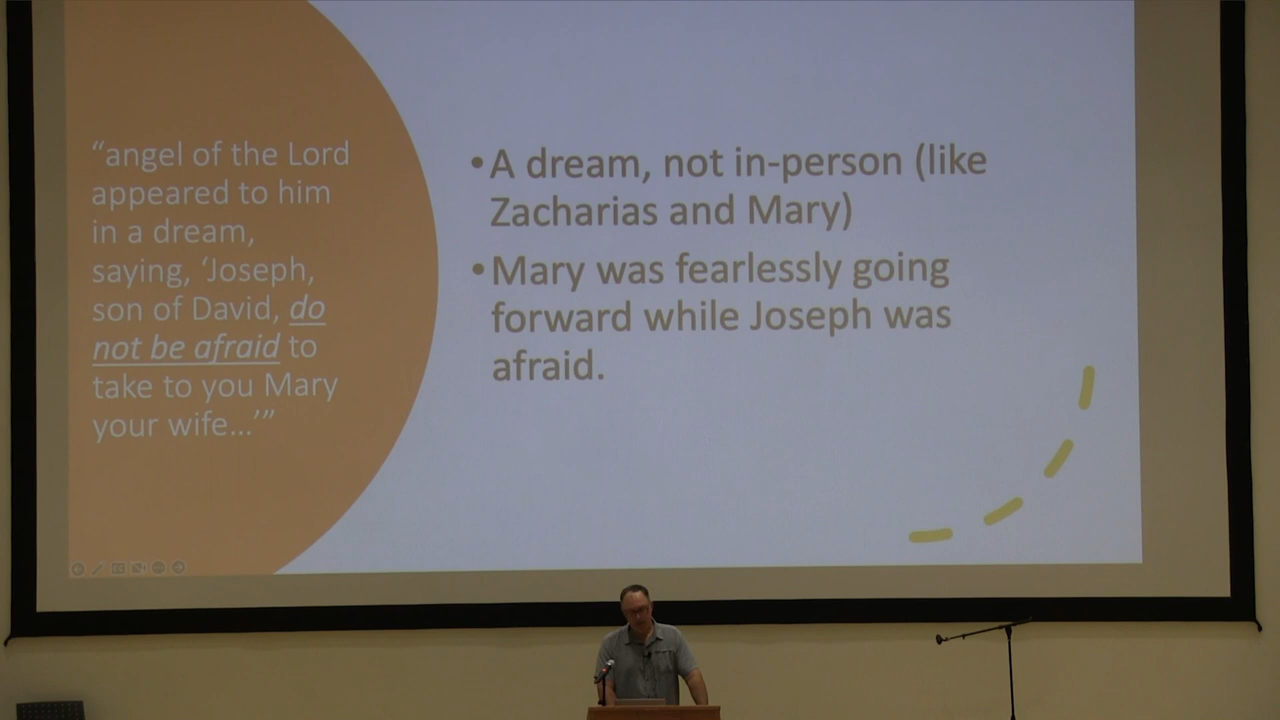 “angel of the Lord
appeared to him
in a dream,
saying, ‘Joseph,
son of David, do
not be afraid to
take to you Mary
your wife…’”
•A dream, not in-person (like
Zacharias and Mary)
•Mary was fearlessly going
forward while Joseph was
afraid.